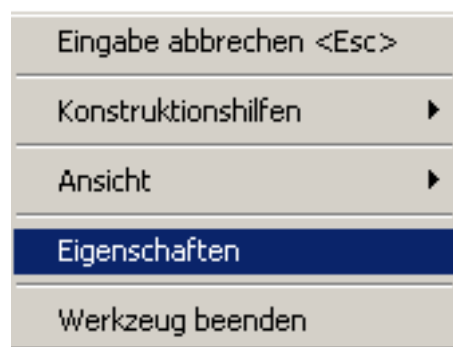 Eingabe abbrechen <Esc>
Konstruktionshilfen
Ansicht
Eigenschaften
Werkzeug beenden